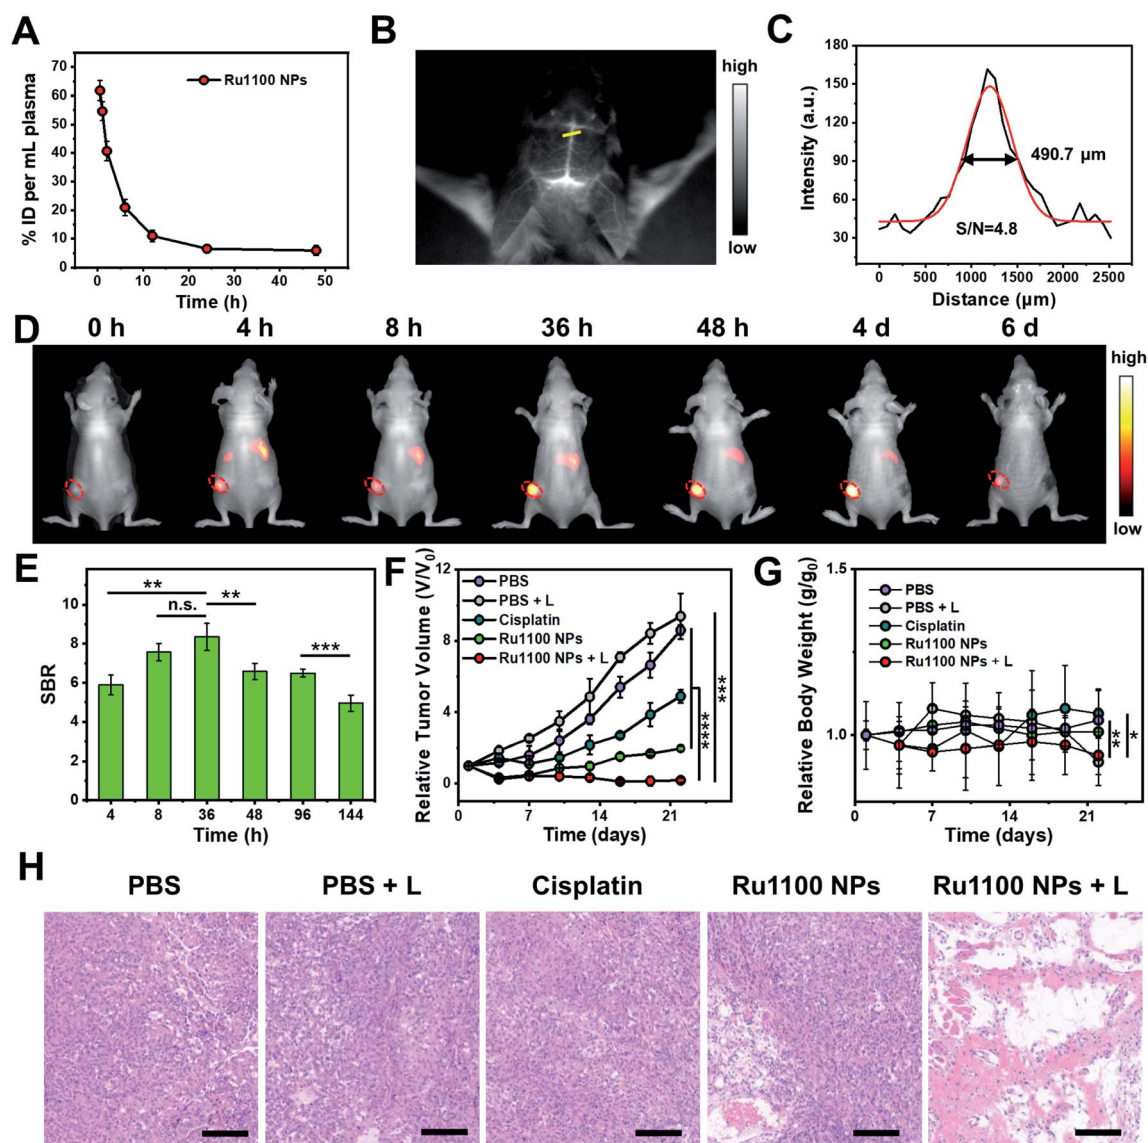 A
70
60
50
40
30
20
10
0
% ID per mL plasma
Ru1100 NPs
0 10 20 30 40 50
Time (h)
B
high
low
C
180
150
120
90
60
30
Intensity (a.u.)
490.7 µm
S/N=4.8
0 500 1000 1500 2000 2500
Distance (µm)
D
0 h 4 h 8 h 36 h 48 h 4 d 6 d
high
low
E
10
8
6
4
2
0
SBR
** n.s. ** ***
4 8 36 48 96 144
Time (h)
F
12
8
4
0
Relative Tumor Volume (V/V0)
PBS
PBS + L
Cisplatin
Ru1100 NPs
Ru1100 NPs + L
***
****
0 7 14 21
Time (days)
G
1.5
1.0
Relative Body Weight (g/g0)
PBS
PBS + L
Cisplatin
Ru1100 NPs
Ru1100 NPs + L
**
*
0 7 14 21
Time (days)
H
PBS PBS + L Cisplatin Ru1100 NPs Ru1100 NPs + L